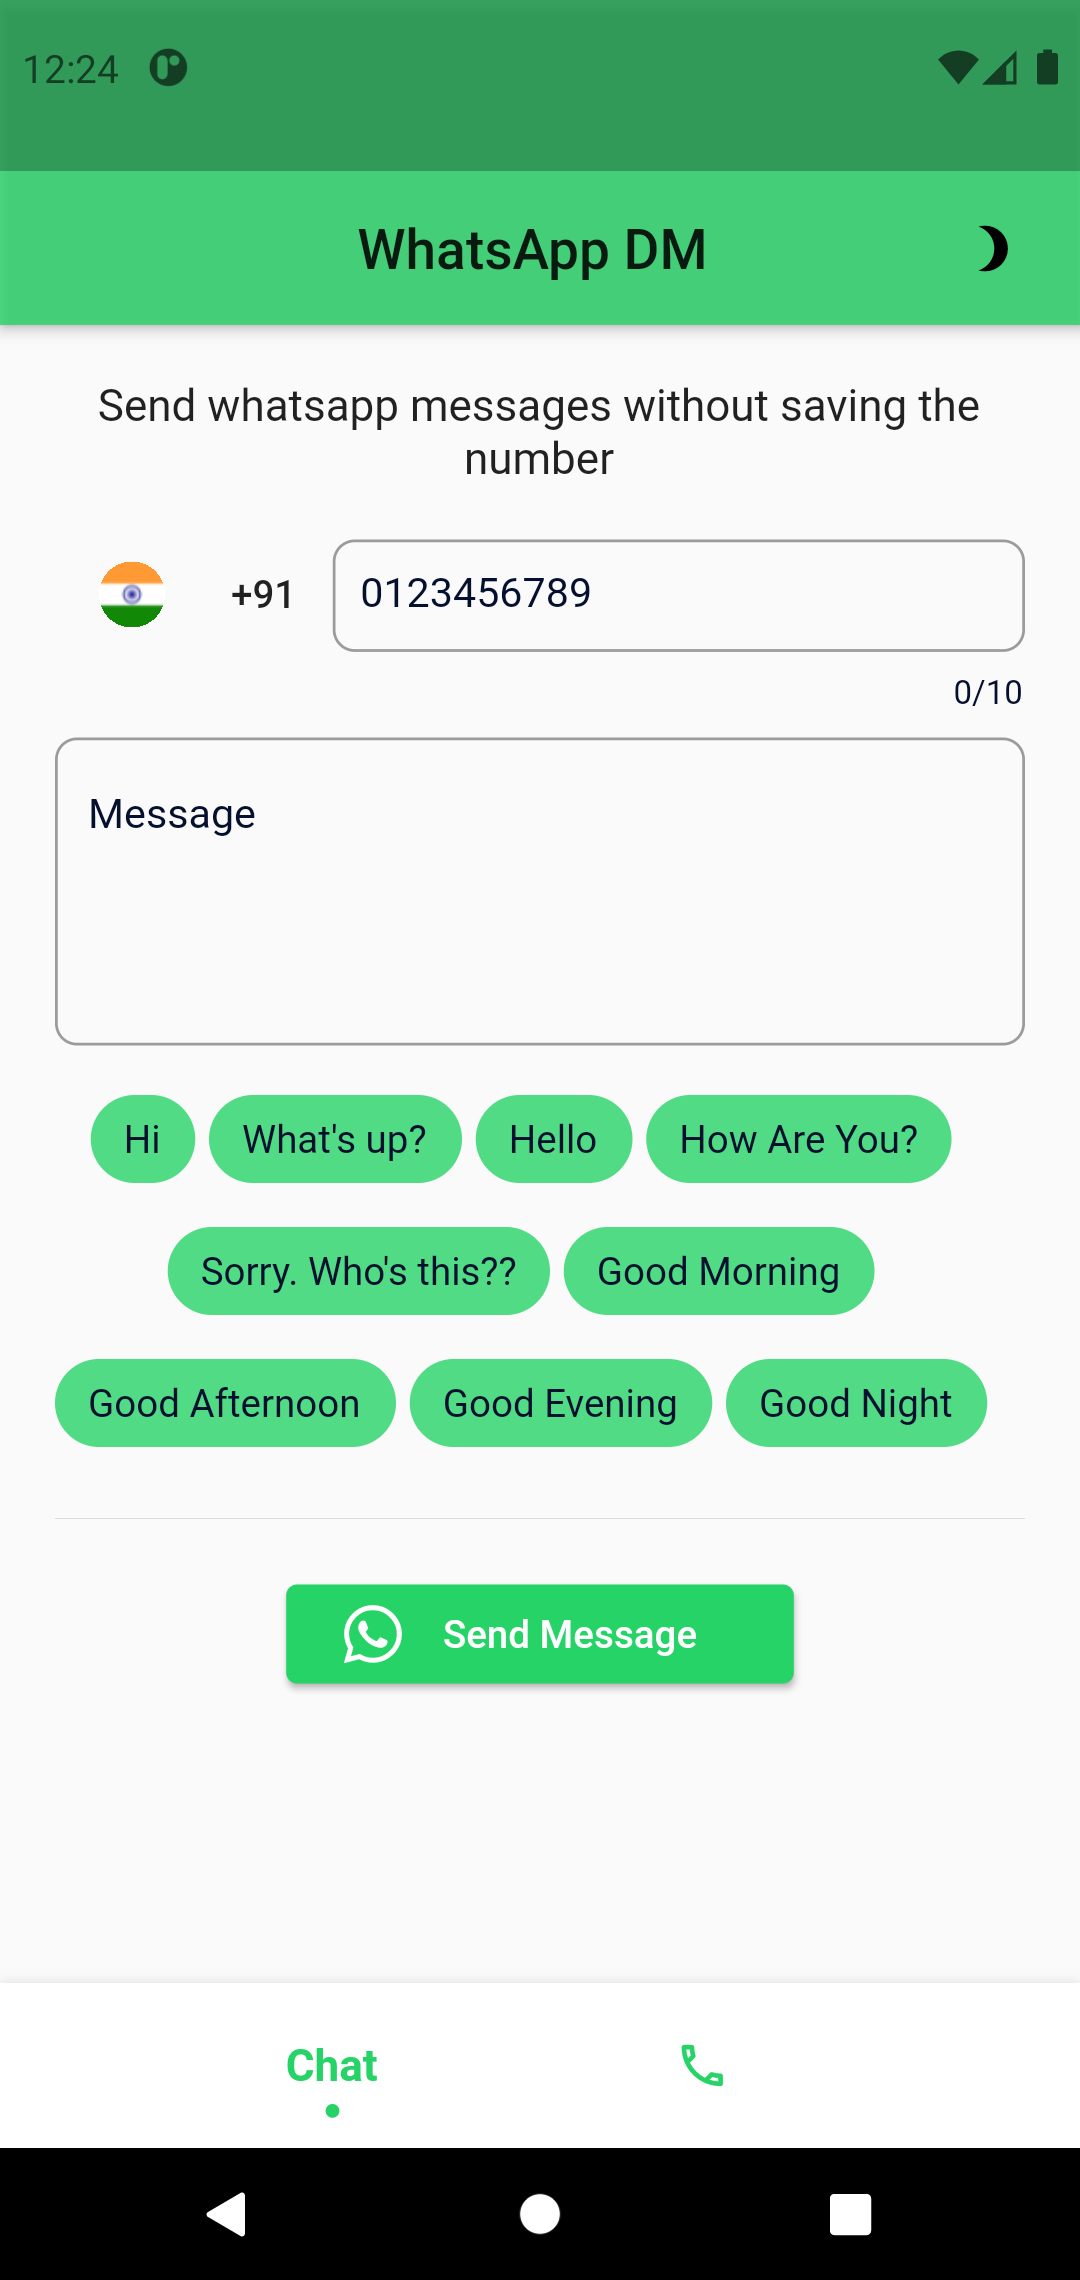 12:24
WhatsApp DM
Send whatsapp messages without saving the
number
+91 0123456789
0/10
Message
Hi What's up? Hello How Are You?
Sorry. Who's this?? Good Morning
Good Afternoon Good Evening Good Night
Send Message
Chat